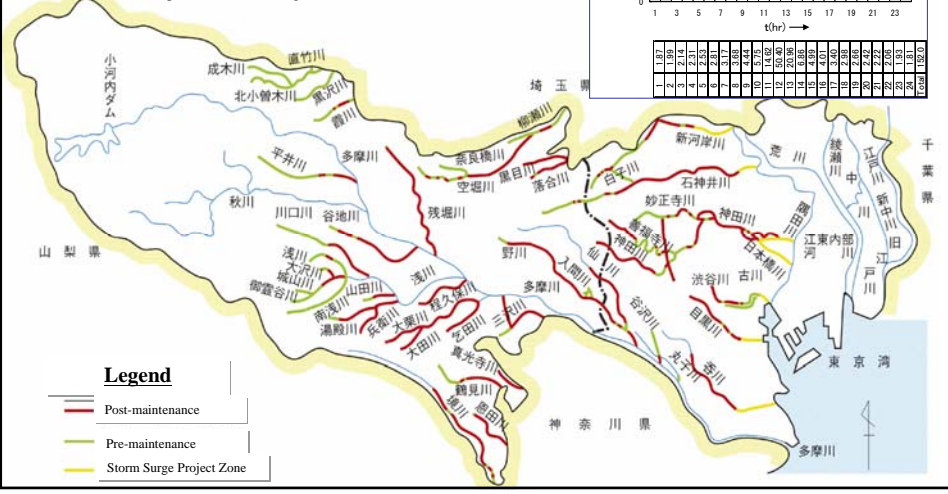 0
1 3 5 7 9 11 13 15 17 19 21 23
t(hr)
1 1.87
2 1.99
3 2.14
4 2.31
5 2.53
6 2.81
7 3.17
8 3.68
9 4.44
10 5.75
11 14.62
12 50.40
13 20.96
14 6.86
15 4.99
16 4.01
17 3.40
18 2.98
19 2.66
20 2.42
21 2.22
22 2.06
23 1.93
24 1.81
Total 152.0
小河内ダム
成木川
直竹川
北小曽木川
黒沢川
霞川
埼玉県
平井川
多摩川
秋川
川口川
谷地川
残堀川
奈良橋川
柳瀬川
空堀川
黒目川
落合川
新河岸川
白子川
石神井川
荒川
綾瀬川
中川
江戸川
新中川
旧江戸川
千葉県
妙正寺川
神田川
善福寺川
神田川
隅田川
日本橋川
江東内部河
山梨県
浅川
大沢川
城山川
御霊谷川
南浅川
山田川
湯殿川
兵衛川
大栗川
浅川
程久保川
大田川
乞田川
三沢川
野川
入間川
仙川
多摩川
谷沢川
丸子川
呑川
渋谷川
古川
目黒川
真光寺川
鶴見川
境川
恩田川
神奈川県
東京湾
多摩川
Legend
Post-maintenance
Pre-maintenance
Storm Surge Project Zone